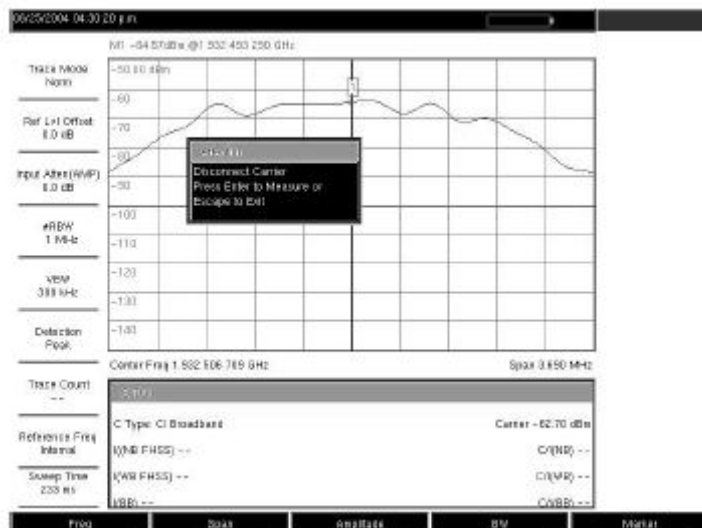 06/25/2004 04:30:20 p.m.
M1 -64.57dBm @1.932 493 250 GHz
Trace Mode
Norm
Ref Lvl Offset
0.0 dB
Input Atten (AMP)
0.0 dB
#RBW
1 MHz
VBW
300 kHz
Detection
Peak
Trace Count
--
Reference Freq
Internal
Sweep Time
233 ms
-50.00 dBm
-60
-70
-80
-90
-100
-110
-120
-130
-140
1
Disconnect Carrier
Press Enter to Measure or
Escape to Exit
Center Freq 1.932 506 709 GHz
Span 3.690 MHz
C Type: CI Broadband
Carrier -62.70 dBm
I/(NB FHSS) --
C/I(NB) --
I/(WB FHSS) --
C/I(WB) --
I/(BB) --
C/I(BB) --
Freq
Span
Amplitude
BW
Marker